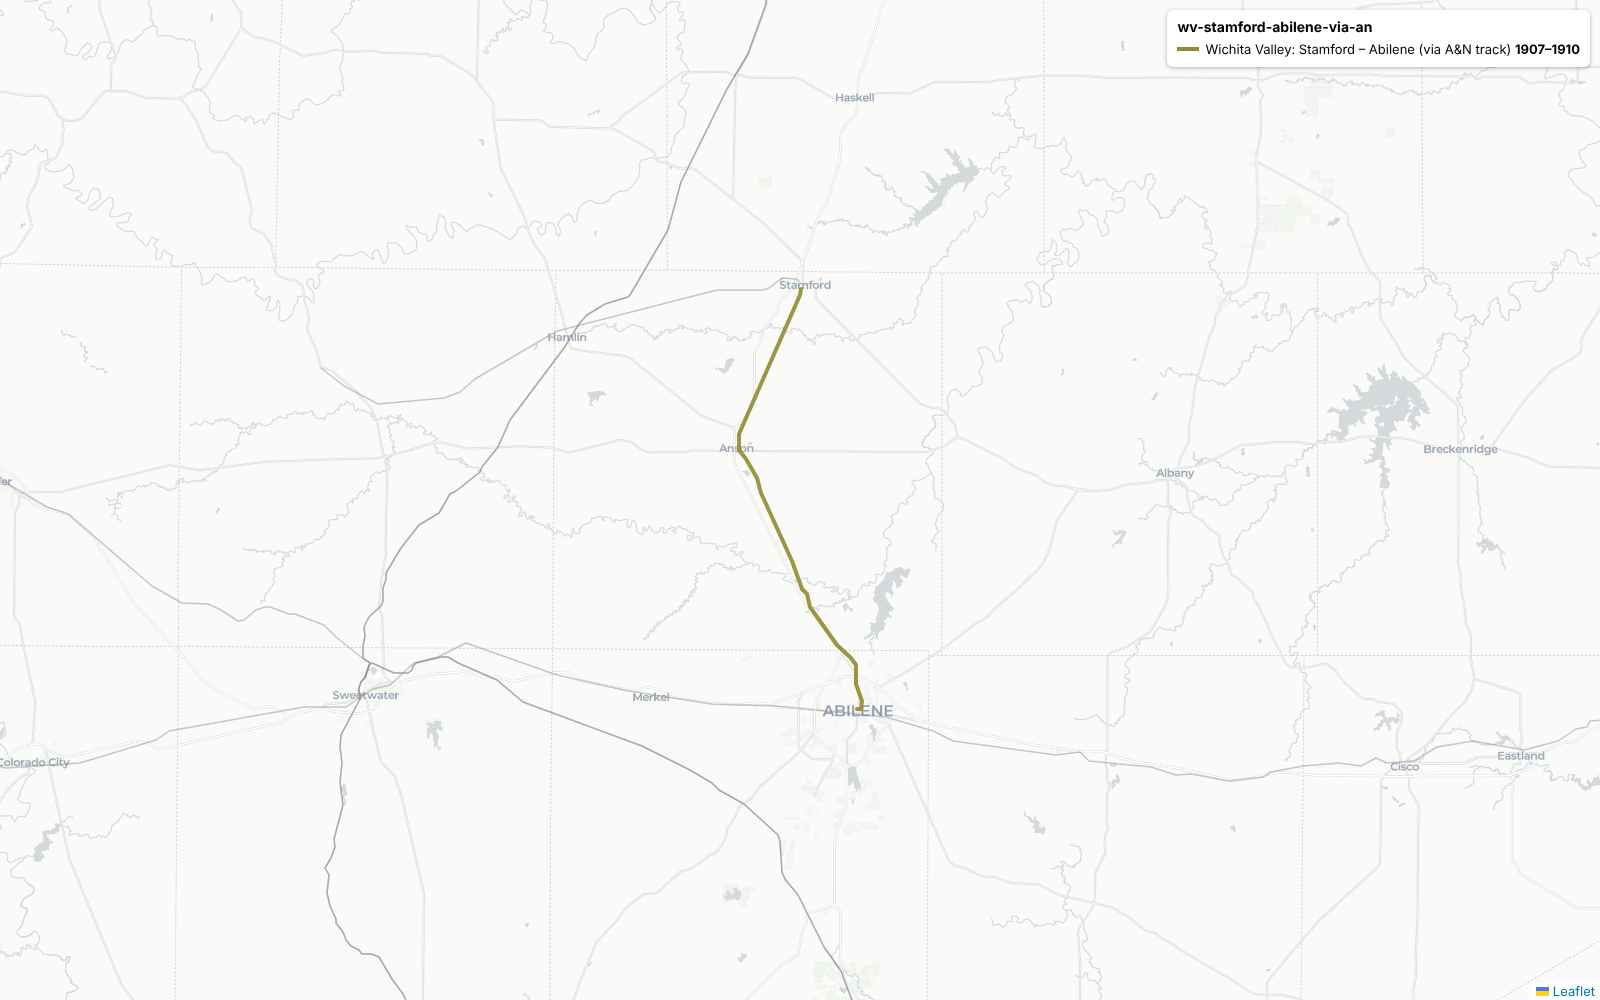 wv-stamford-abilene-via-an
Wichita Valley: Stamford – Abilene (via A&N track) 1907–1910
Haskell
Stamford
Hamlin
Anson
Breckenridge
Albany
er
Sweetwater
Merkel
ABILENE
Colorado City
Cisco
Eastland
Leaflet